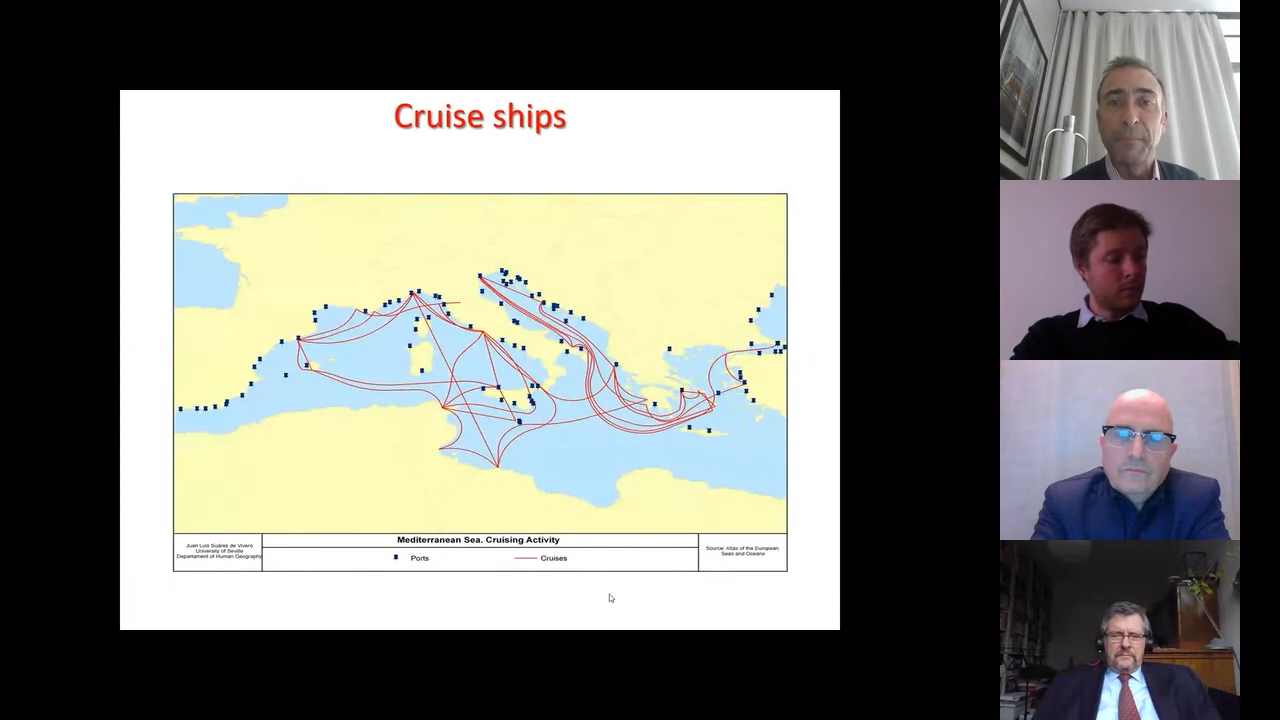 Cruise ships
Juan Luis Suárez de Vivero
University of Seville
Departament of Human Geography
Mediterranean Sea. Cruising Activity
Ports
Cruises
Source: Atlas of the European
Seas and Oceans